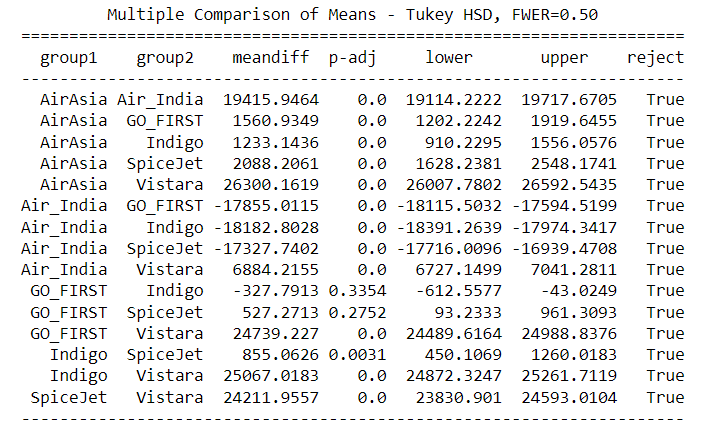 Multiple Comparison of Means - Tukey HSD, FWER=0.50
=====================================================================
group1 group2 meandiff p-adj lower upper reject
---------------------------------------------------------------------
AirAsia Air_India 19415.9464 0.0 19114.2222 19717.6705 True
AirAsia GO_FIRST 1560.9349 0.0 1202.2242 1919.6455 True
AirAsia Indigo 1233.1436 0.0 910.2295 1556.0576 True
AirAsia SpiceJet 2088.2061 0.0 1628.2381 2548.1741 True
AirAsia Vistara 26300.1619 0.0 26007.7802 26592.5435 True
Air_India GO_FIRST -17855.0115 0.0 -18115.5032 -17594.5199 True
Air_India Indigo -18182.8028 0.0 -18391.2639 -17974.3417 True
Air_India SpiceJet -17327.7402 0.0 -17716.0096 -16939.4708 True
Air_India Vistara 6884.2155 0.0 6727.1499 7041.2811 True
GO_FIRST Indigo -327.7913 0.3354 -612.5577 -43.0249 True
GO_FIRST SpiceJet 527.2713 0.2752 93.2333 961.3093 True
GO_FIRST Vistara 24739.227 0.0 24489.6164 24988.8376 True
Indigo SpiceJet 855.0626 0.0031 450.1069 1260.0183 True
Indigo Vistara 25067.0183 0.0 24872.3247 25261.7119 True
SpiceJet Vistara 24211.9557 0.0 23830.901 24593.0104 True
---------------------------------------------------------------------